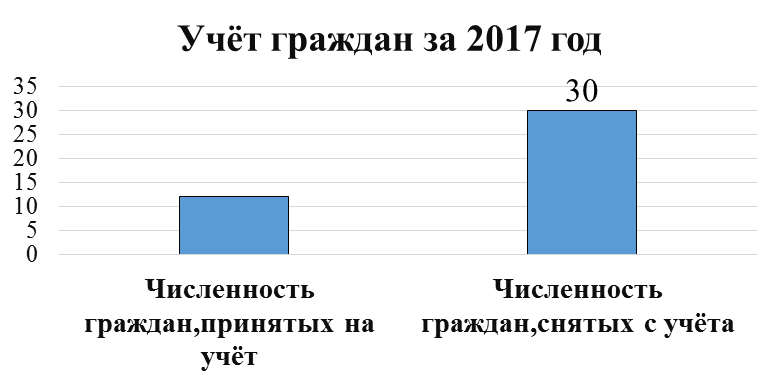 Учёт граждан за 2017 год
35
30
25
20
15
10
5
0
30
Численность
граждан,принятых на
учёт
Численность
граждан,снятых с учёта